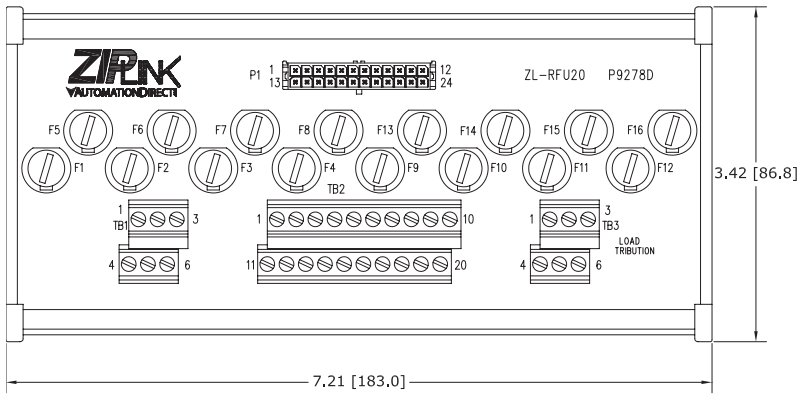 ZIPLINK
AUTOMATIONDIRECT
P1 1 12
13 24
ZL-RFU20 P9278D
F5 F6 F7 F8 F13 F14 F15 F16
F1 F2 F3 F4 F9 F10 F11 F12
TB2
1 3 1 10 1 3
TB1 TB3
LOAD
TRIBUTION
4 6 11 20 4 6
3.42 [86.8]
7.21 [183.0]